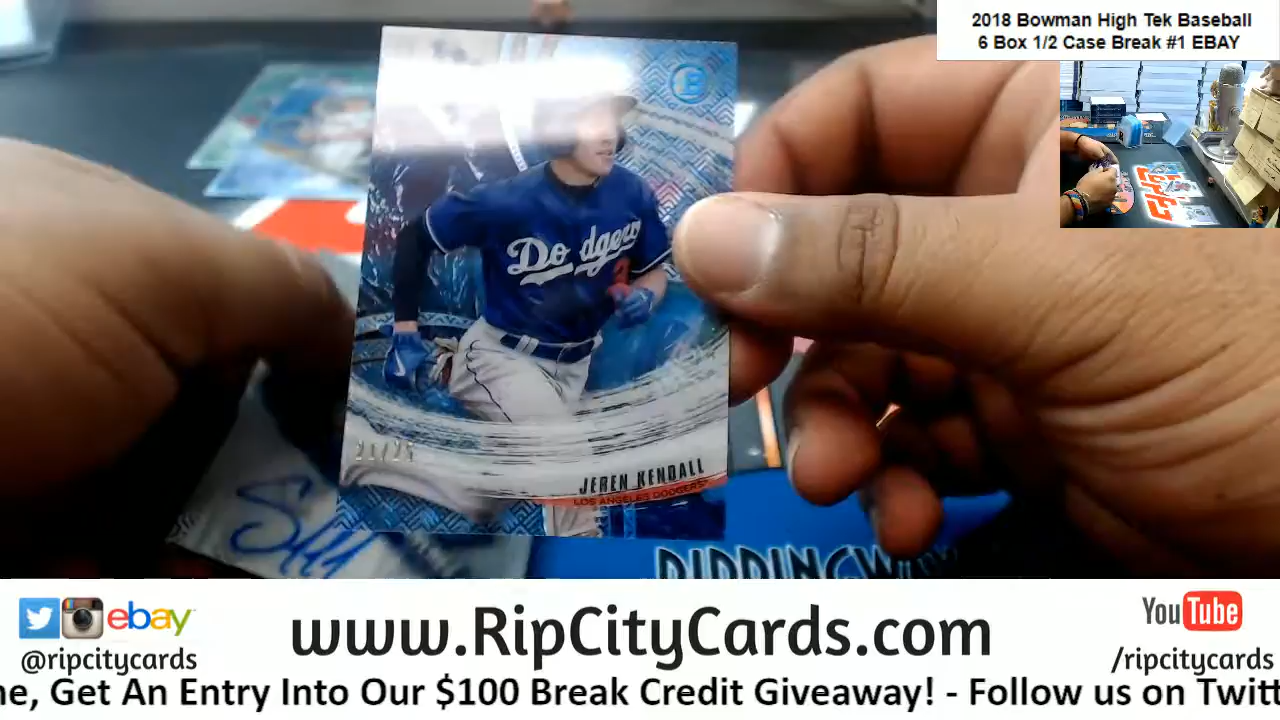 2018 Bowman High Tek Baseball
6 Box 1/2 Case Break #1 EBAY
B
Dodgers
21/25
JEREN KENDALL
LOS ANGELES DODGERS
ebay
@ripcitycards
www.RipCityCards.com
YouTube
/ripcitycards
ne, Get An Entry Into Our $100 Break Credit Giveaway! - Follow us on Twitt